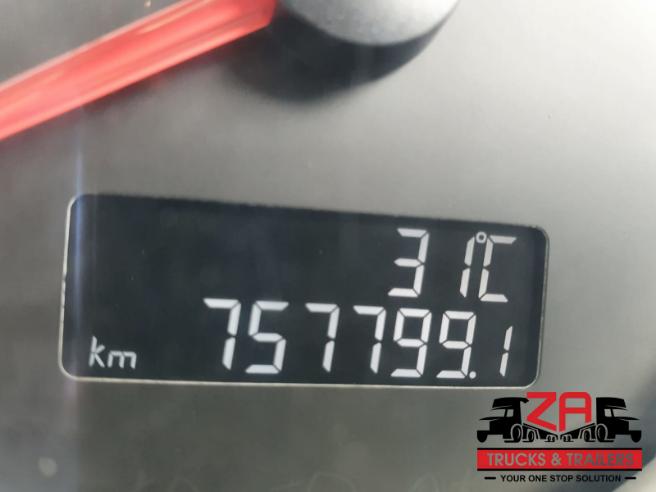 31°C
km 757799.1
ZA
TRUCKS & TRAILERS
YOUR ONE STOP SOLUTION